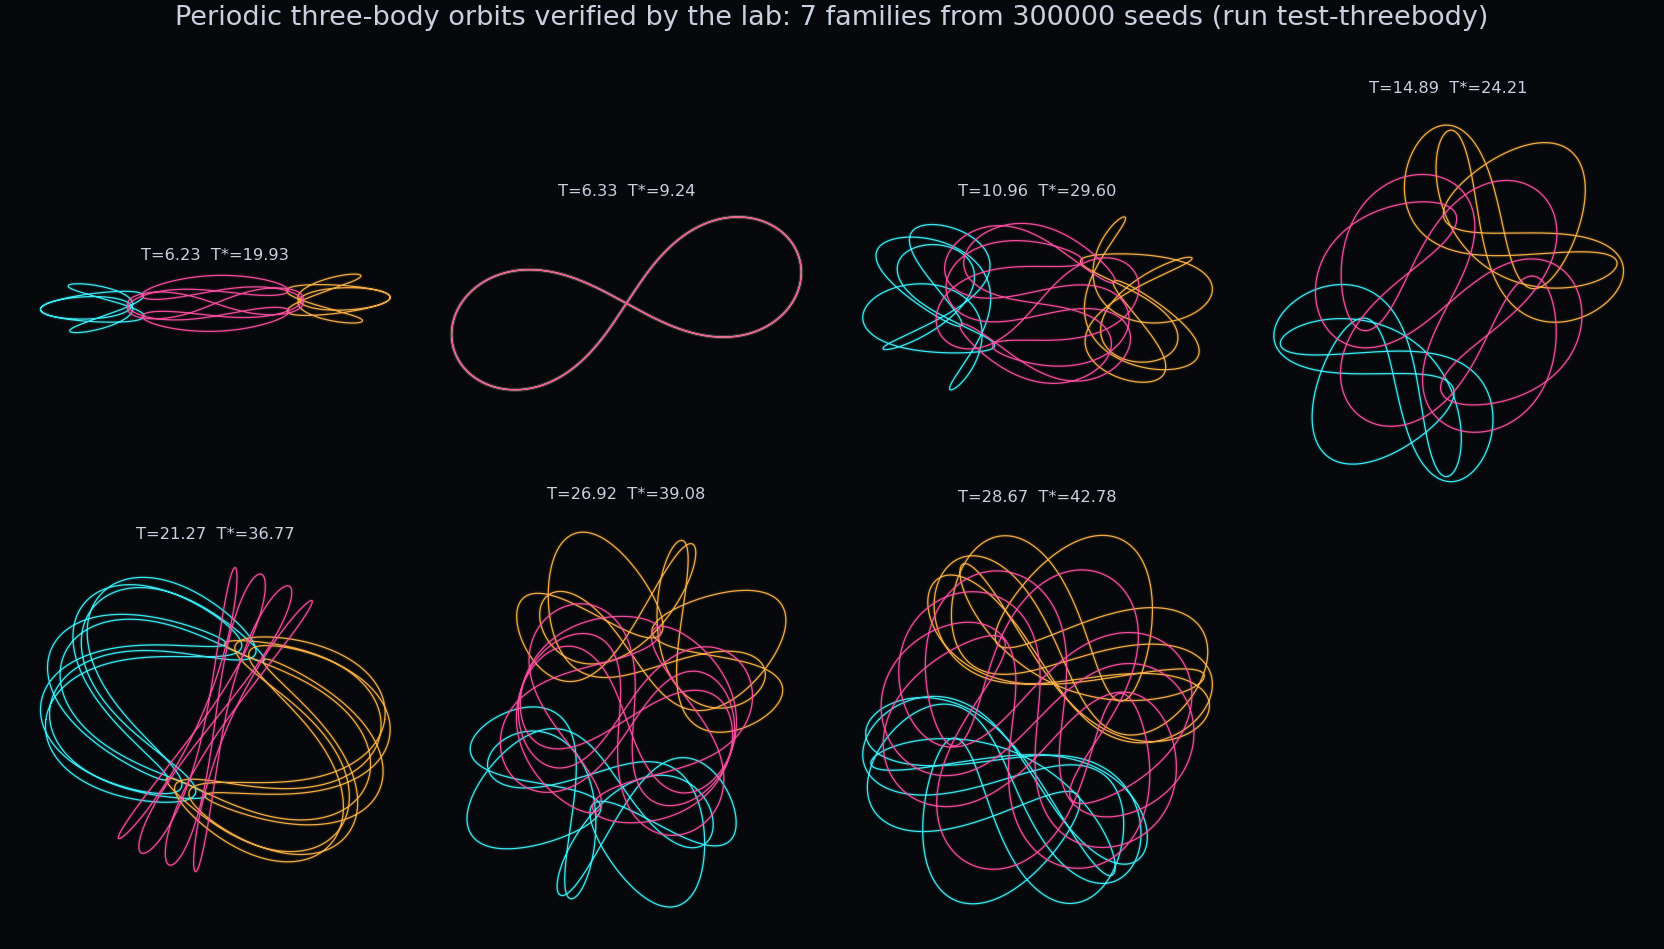 Periodic three-body orbits verified by the lab: 7 families from 300000 seeds (run test-threebody)
T=6.23  T*=19.93
T=6.33  T*=9.24
T=10.96  T*=29.60
T=14.89  T*=24.21
T=21.27  T*=36.77
T=26.92  T*=39.08
T=28.67  T*=42.78